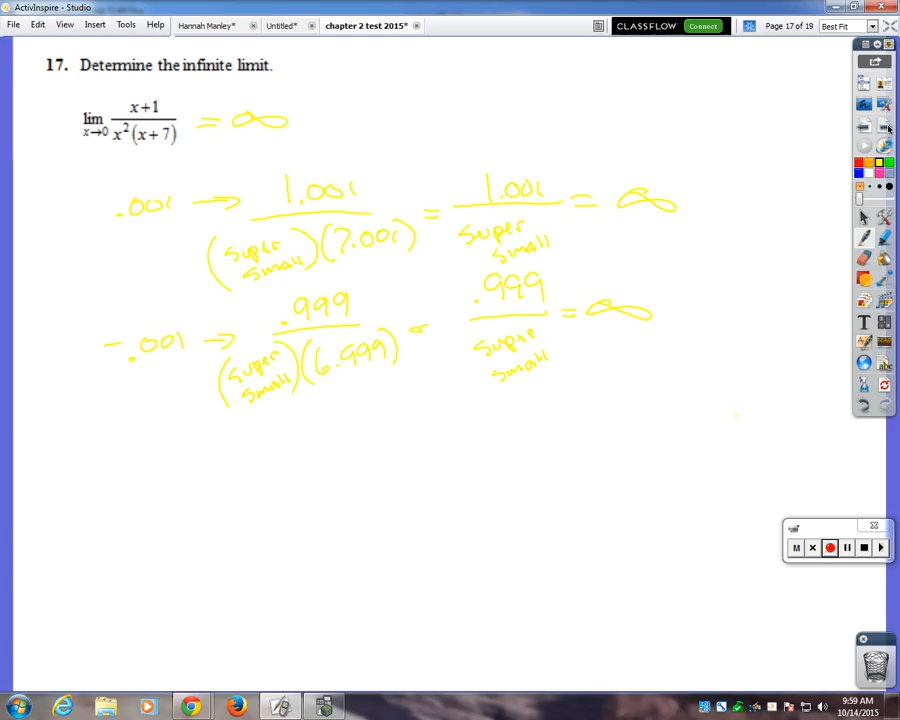 ActivInspire - Studio
File Edit View Insert Tools Help Hannah Manley* Untitled* chapter 2 test 2015* CLASSFLOW Connect Page 17 of 19 Best Fit
17. Determine the infinite limit.
lim x→0 x+1 / x²(x+7) = ∞
.001 → 1.001 / (super small)(7.001) = 1.001 / super small = ∞
-.001 → .999 / (super small)(6.999) = .999 / super small = ∞
M
9:59 AM
10/14/2015